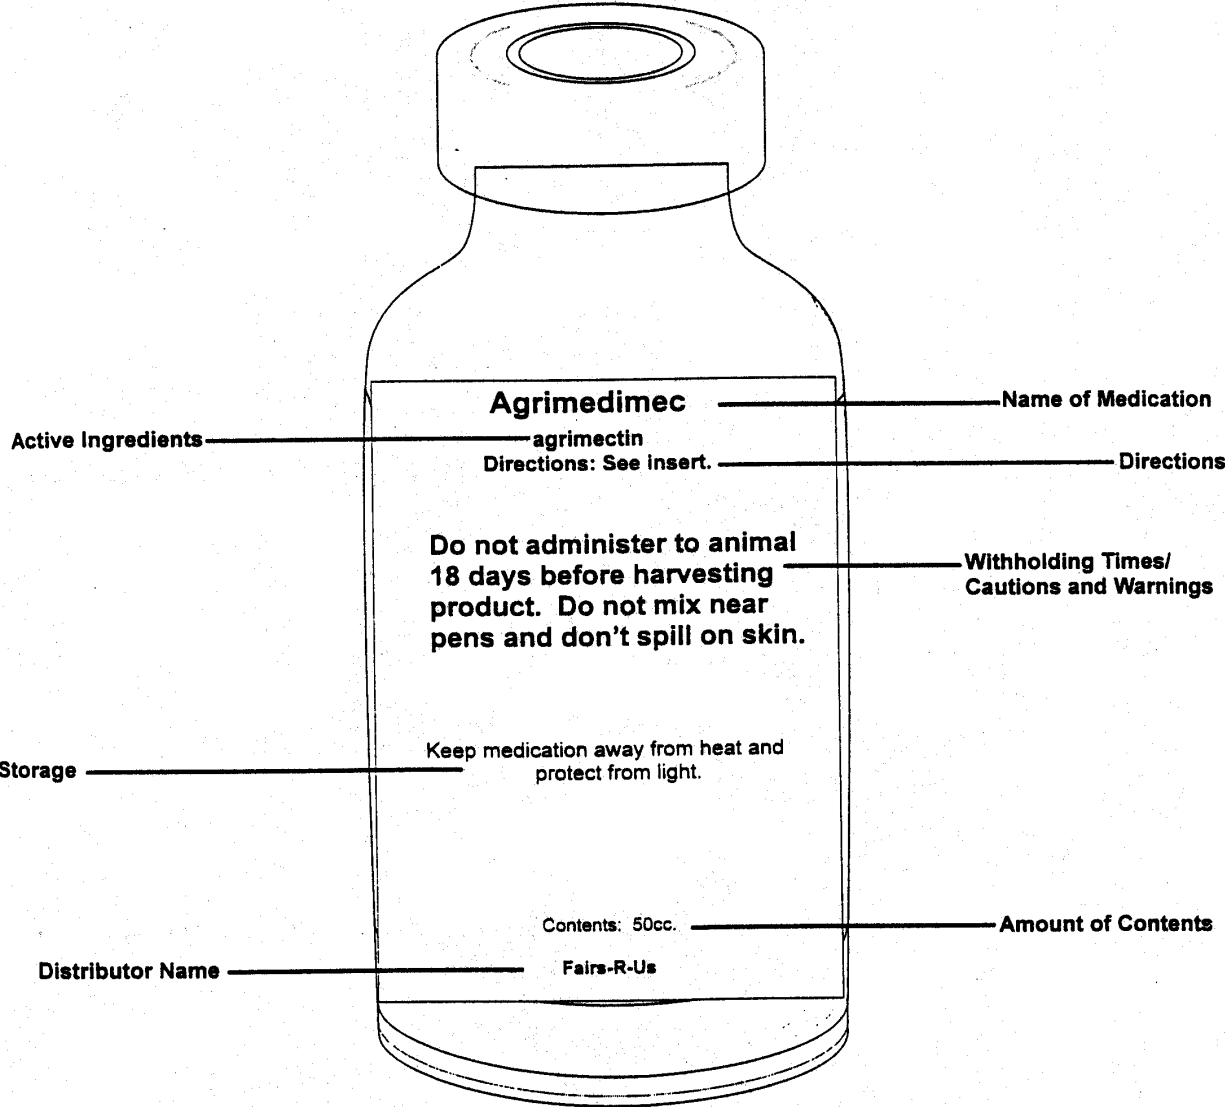 Agrimedimec
Name of Medication
Active Ingredients
agrimectin
Directions: See insert.
Directions
Do not administer to animal
18 days before harvesting
product. Do not mix near
pens and don't spill on skin.
Withholding Times/
Cautions and Warnings
Keep medication away from heat and
protect from light.
Storage
Contents: 50cc.
Amount of Contents
Distributor Name
Fairs-R-Us